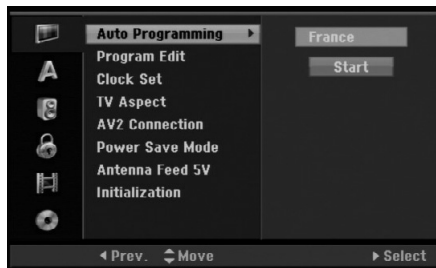 Auto Programming
Program Edit
Clock Set
TV Aspect
AV2 Connection
Power Save Mode
Antenna Feed 5V
Initialization
France
Start
Prev. Move Select